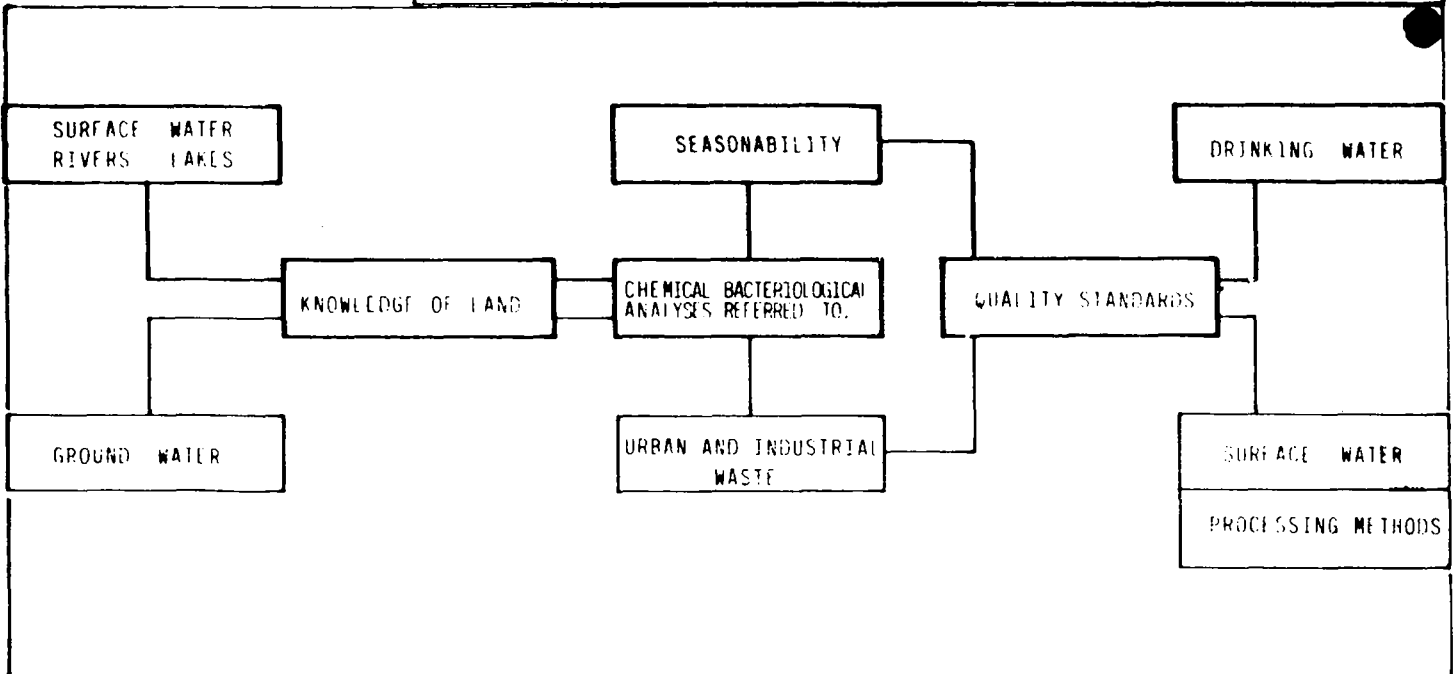 SURFACE WATER
RIVERS LAKES
SEASONABILITY
DRINKING WATER
KNOWLEDGE OF LAND
CHEMICAL BACTERIOLOGICAL
ANALYSES REFERRED TO.
QUALITY STANDARDS
GROUND WATER
URBAN AND INDUSTRIAL
WASTE
SURFACE WATER
PROCESSING METHODS